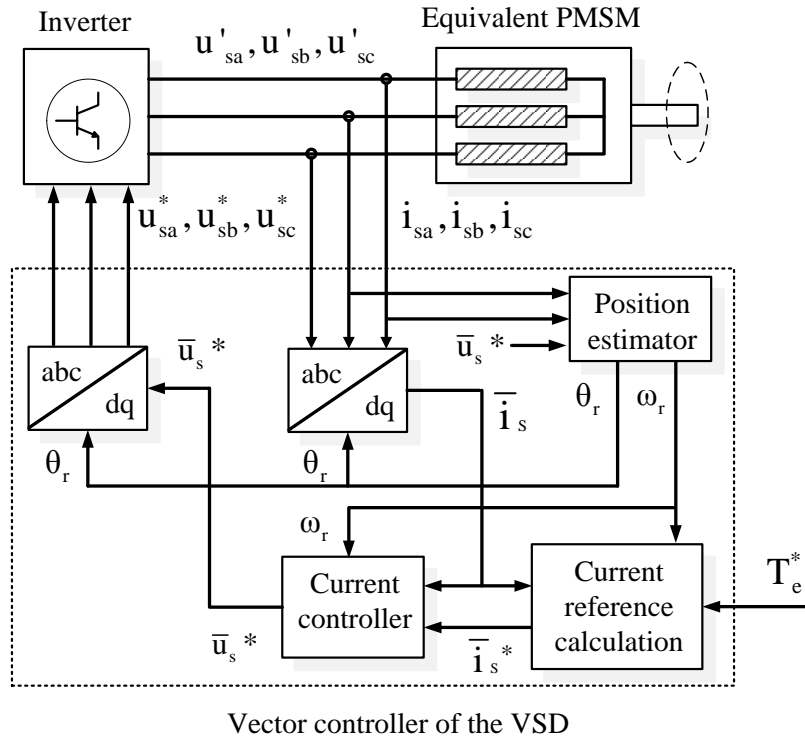 Inverter
Equivalent PMSM
u'sa, u'sb, u'sc
u*sa, u*sb, u*sc
isa, isb, isc
Position
estimator
ūs*
abc
dq
ūs*
abc
dq
īs
θr
ωr
θr
θr
ωr
Current
controller
Current
reference
calculation
T*e
ūs*
īs*
Vector controller of the VSD